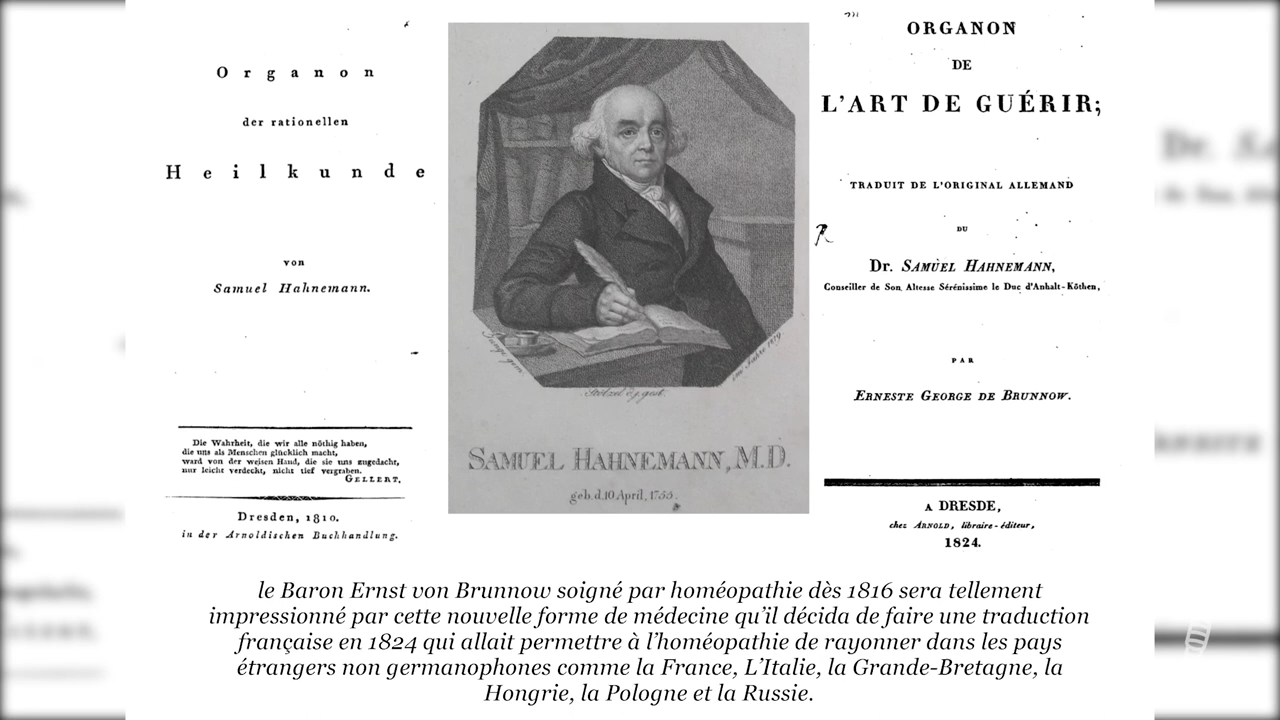 Organon
der rationellen
Heilkunde
von
Samuel Hahnemann.
Die Wahrheit, die wir alle nöthig haben,
die uns als Menschen glücklich macht,
ward von der weisen Hand, die sie uns zugedacht,
nur leicht verdeckt, nicht tief vergraben.
GELLERT.
Dresden, 1810.
in der Arnoldischen Buchhandlung.
SAMUEL HAHNEMANN, M.D.
geb. d. 10 April, 1755.
ORGANON
DE
L'ART DE GUÉRIR;
TRADUIT DE L'ORIGINAL ALLEMAND
DU
Dr. SAMUEL HAHNEMANN,
Conseiller de Son Altesse Sérénissime le Duc d'Anhalt-Köthen,
PAR
ERNESTE GEORGE DE BRUNNOW.
A DRESDE,
chez ARNOLD, libraire-éditeur,
1824.
le Baron Ernst von Brunnow soigné par homéopathie dès 1816 sera tellement
impressionné par cette nouvelle forme de médecine qu'il décida de faire une traduction
française en 1824 qui allait permettre à l'homéopathie de rayonner dans les pays
étrangers non germanophones comme la France, L'Italie, la Grande-Bretagne, la
Hongrie, la Pologne et la Russie.